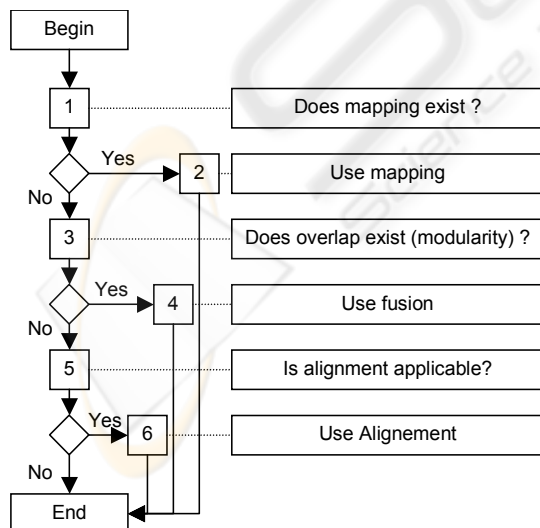 Begin
1
Does mapping exist ?
Yes
2
Use mapping
No
3
Does overlap exist (modularity) ?
Yes
4
Use fusion
No
5
Is alignment applicable?
Yes
6
Use Alignement
No
End
Science